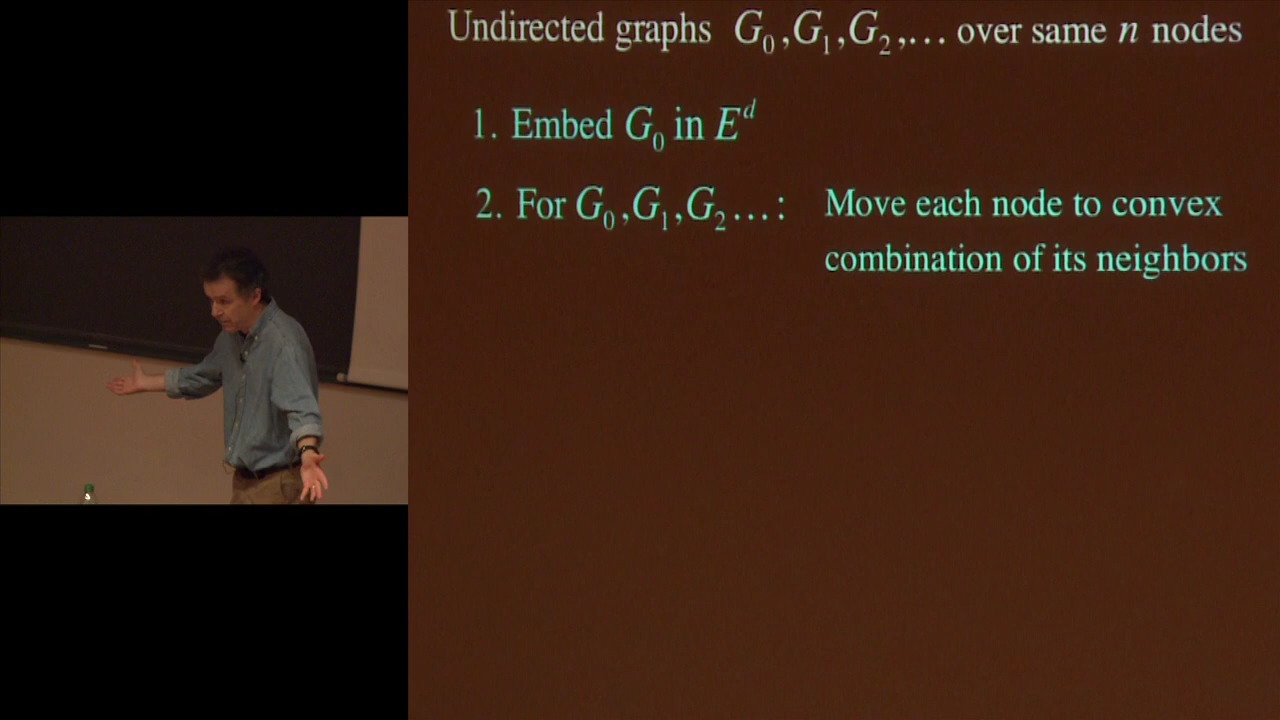 Undirected graphs G₀,G₁,G₂,... over same n nodes
1. Embed G₀ in Eᵈ
2. For G₀,G₁,G₂...: Move each node to convex
combination of its neighbors